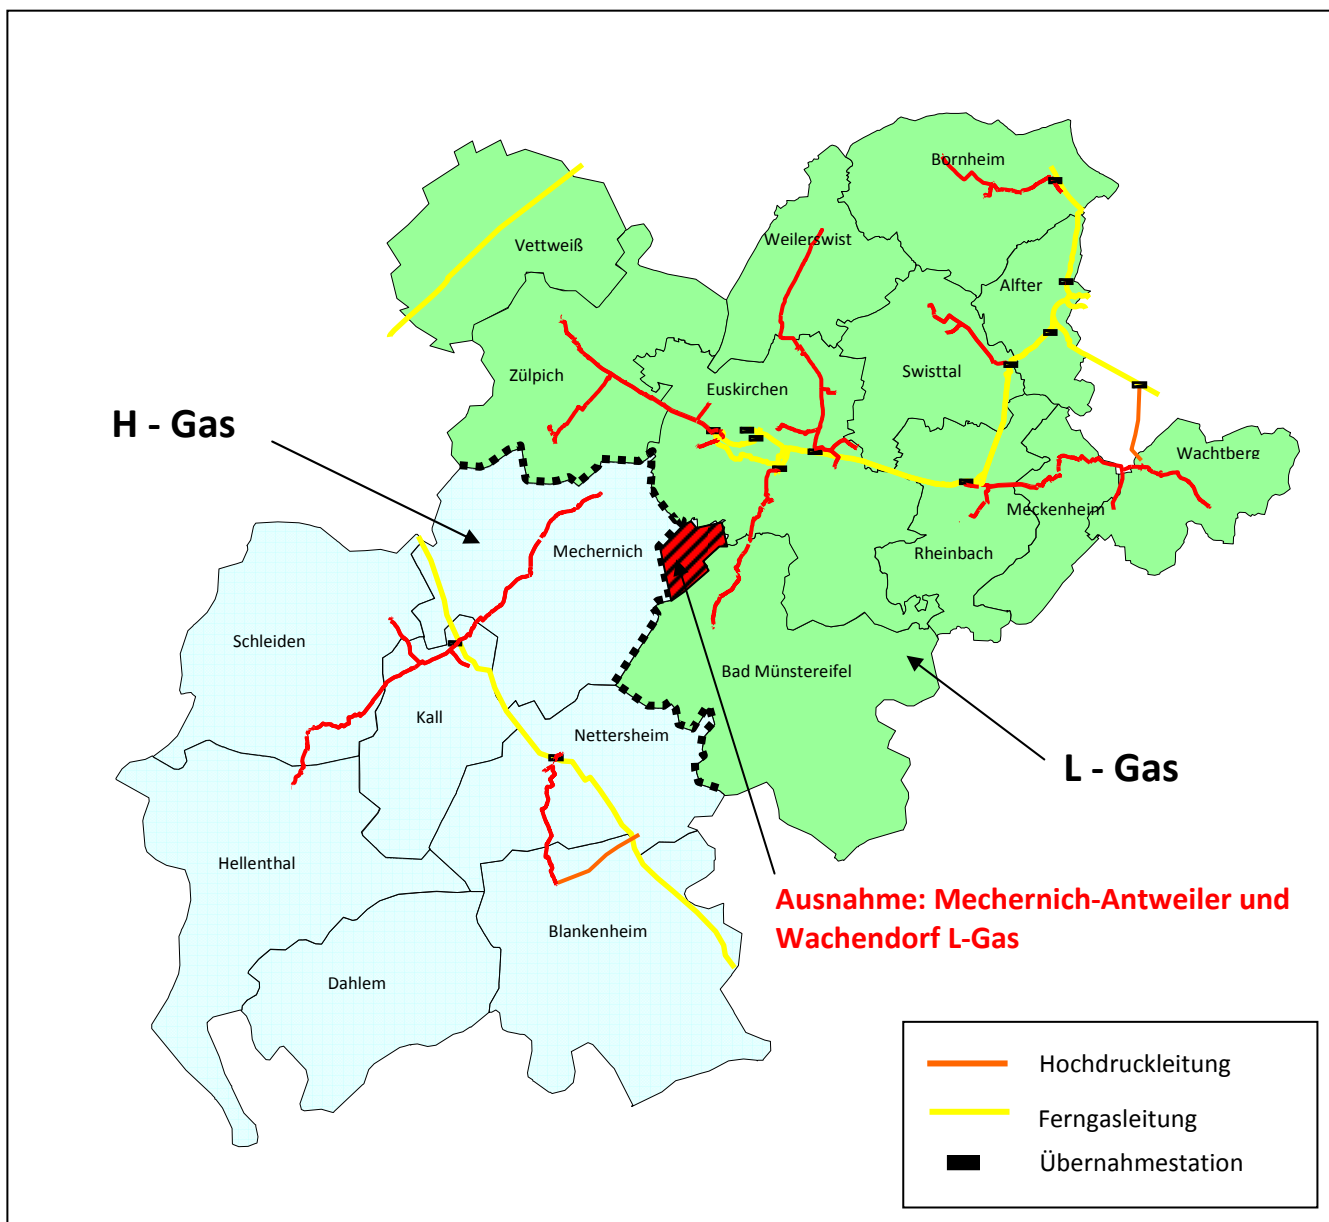 Bornheim
Weilerswist
Vettweiß
Alfter
Zülpich
Euskirchen
Swisttal
H - Gas
Wachtberg
Meckenheim
Mechernich
Rheinbach
Schleiden
Bad Münstereifel
Kall
Nettersheim
L - Gas
Hellenthal
Ausnahme: Mechernich-Antweiler und
Wachendorf L-Gas
Blankenheim
Dahlem
Hochdruckleitung
Ferngasleitung
Übernahmestation